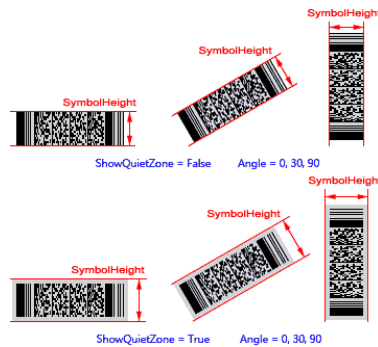 SymbolHeight
SymbolHeight
SymbolHeight
ShowQuietZone = False Angle = 0, 30, 90
SymbolHeight
SymbolHeight
SymbolHeight
ShowQuietZone = True Angle = 0, 30, 90